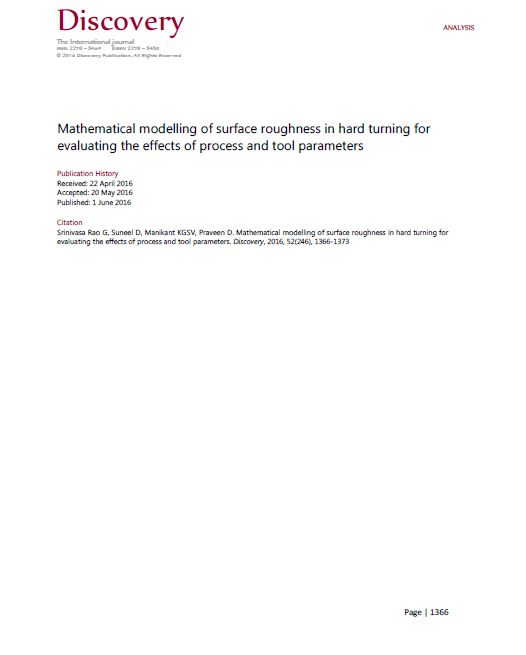 Discovery
ANALYSIS
The International journal
ISSN 2278 – 5469 EISSN 2278 – 5450
© 2016 Discovery Publication. All Rights Reserved
Mathematical modelling of surface roughness in hard turning for
evaluating the effects of process and tool parameters
Publication History
Received: 22 April 2016
Accepted: 20 May 2016
Published: 1 June 2016
Citation
Srinivasa Rao G, Suneel D, Manikant KGSV, Praveen D. Mathematical modelling of surface roughness in hard turning for
evaluating the effects of process and tool parameters. Discovery, 2016, 52(246), 1366-1373
Page | 1366